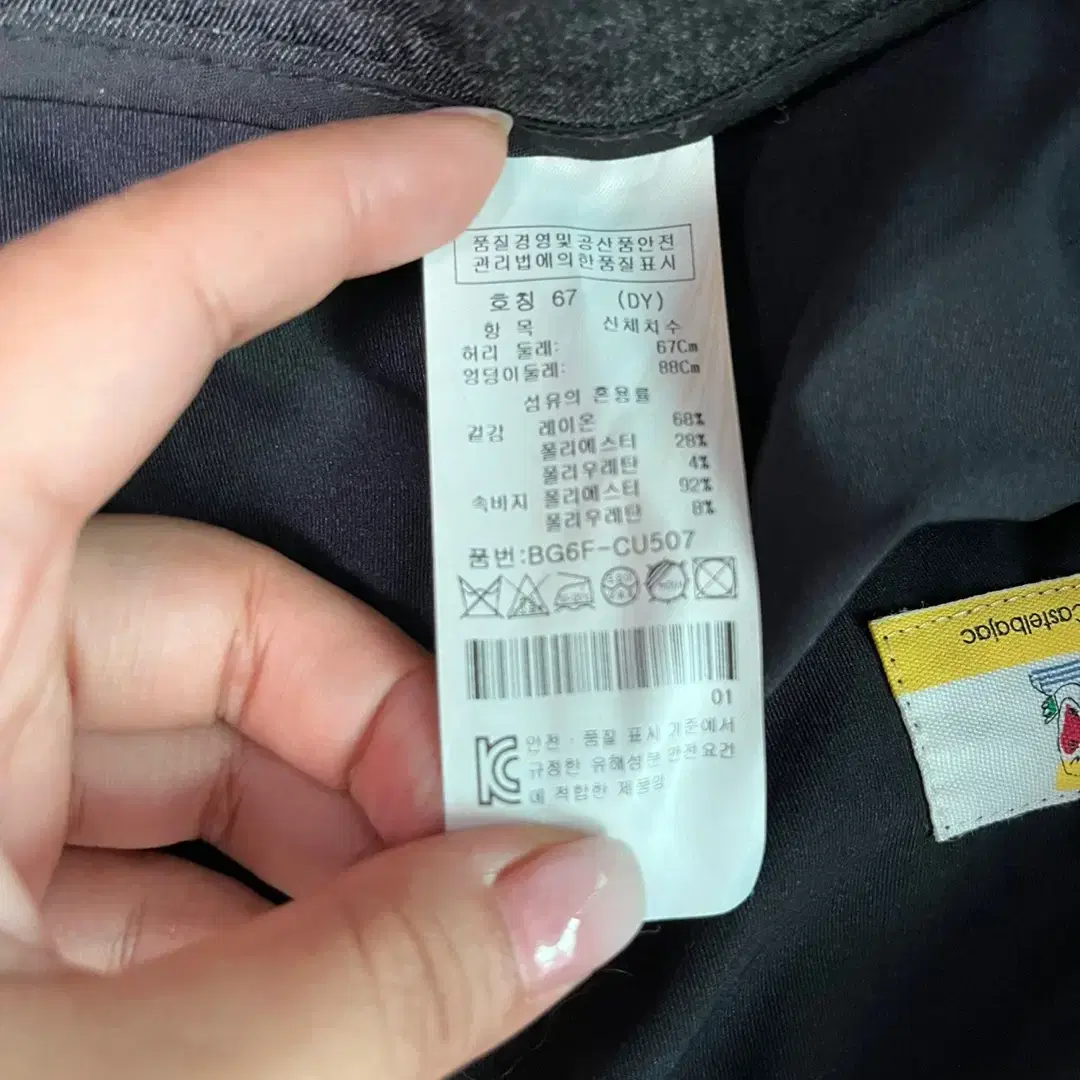 품질경영및공산품안전
관리법에의한품질표시
호칭 67 (DY)
항 목 신체치수
허리 둘레: 67Cm
엉덩이둘레: 88Cm
섬유의 혼용률
겉감 레이온 68%
폴리에스터 28%
폴리우레탄 4%
속바지 폴리에스터 92%
폴리우레탄 8%
품번:BG6F-CU507
01
안전·품질 표시 기준에서
규정한 유해성분 안전요건
에 적합한 제품임
Castelbajac